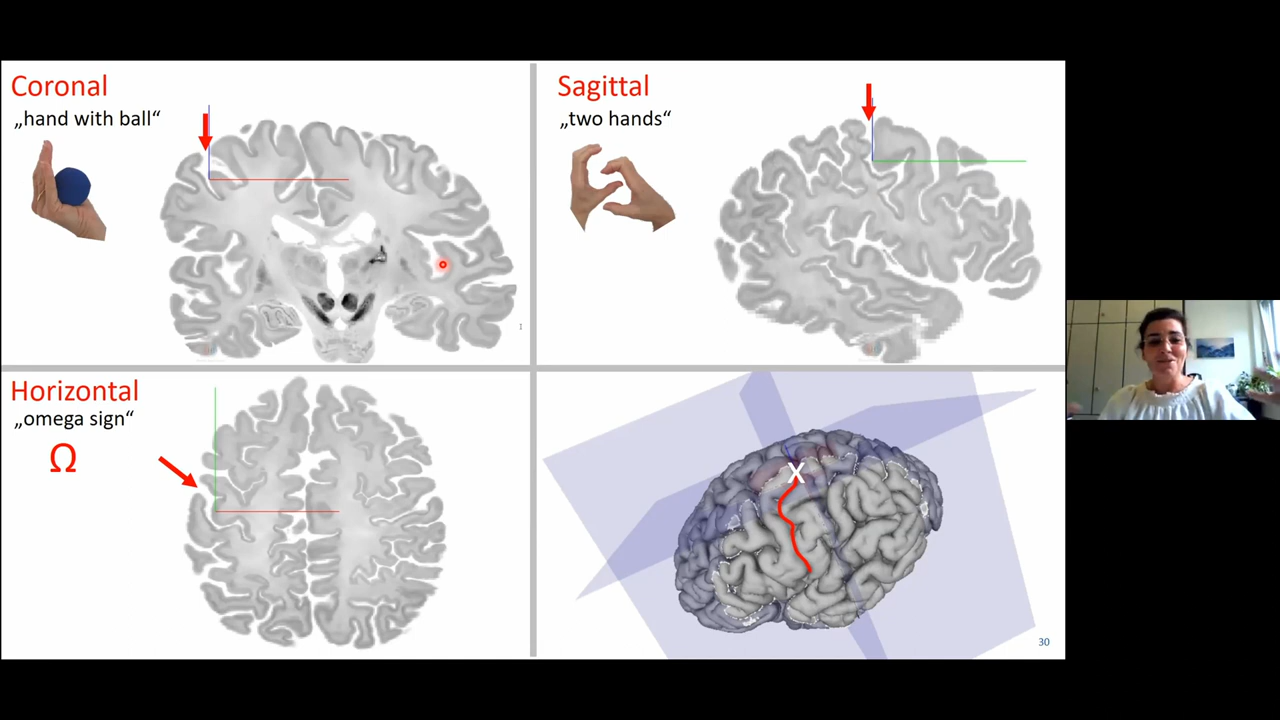 Coronal
„hand with ball“
Sagittal
„two hands“
Horizontal
„omega sign“
Ω
X
30